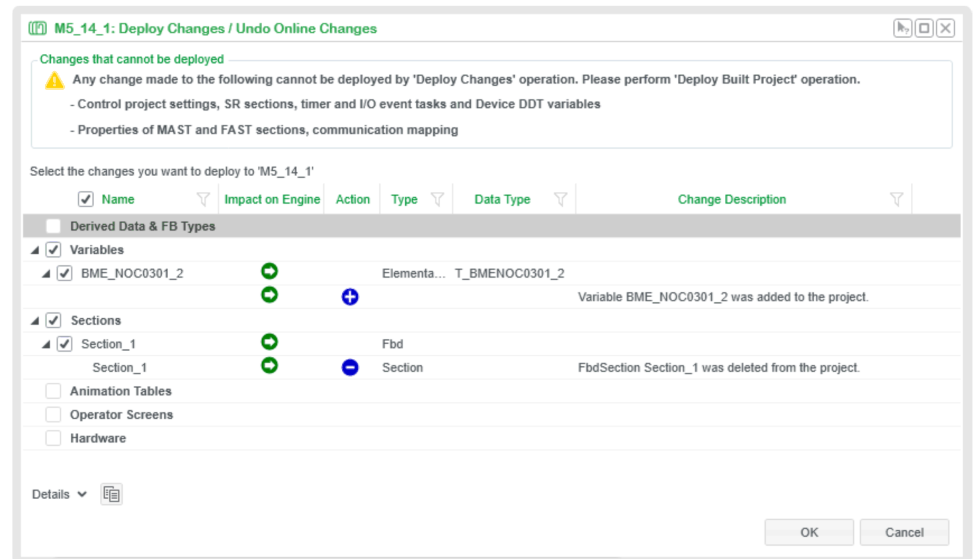 M5_14_1: Deploy Changes / Undo Online Changes
Changes that cannot be deployed
Any change made to the following cannot be deployed by 'Deploy Changes' operation. Please perform 'Deploy Built Project' operation.
- Control project settings, SR sections, timer and I/O event tasks and Device DDT variables
- Properties of MAST and FAST sections, communication mapping
Select the changes you want to deploy to 'M5_14_1'
Name Impact on Engine Action Type Data Type Change Description
Derived Data & FB Types
Variables
BME_NOC0301_2 Elementa... T_BMENOC0301_2
Variable BME_NOC0301_2 was added to the project.
Sections
Section_1 Fbd
Section_1 Section FbdSection Section_1 was deleted from the project.
Animation Tables
Operator Screens
Hardware
Details
OK Cancel